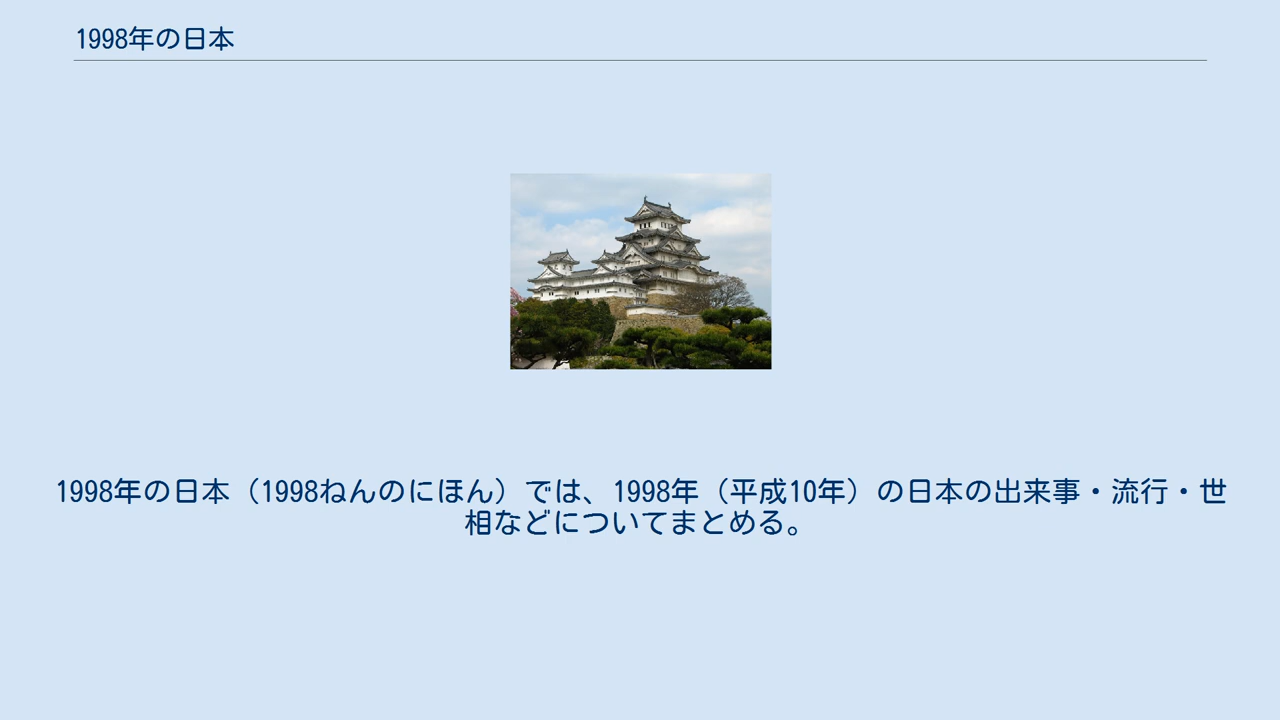 1998年の日本
1998年の日本（1998ねんのにほん）では、1998年（平成10年）の日本の出来事・流行・世
相などについてまとめる。